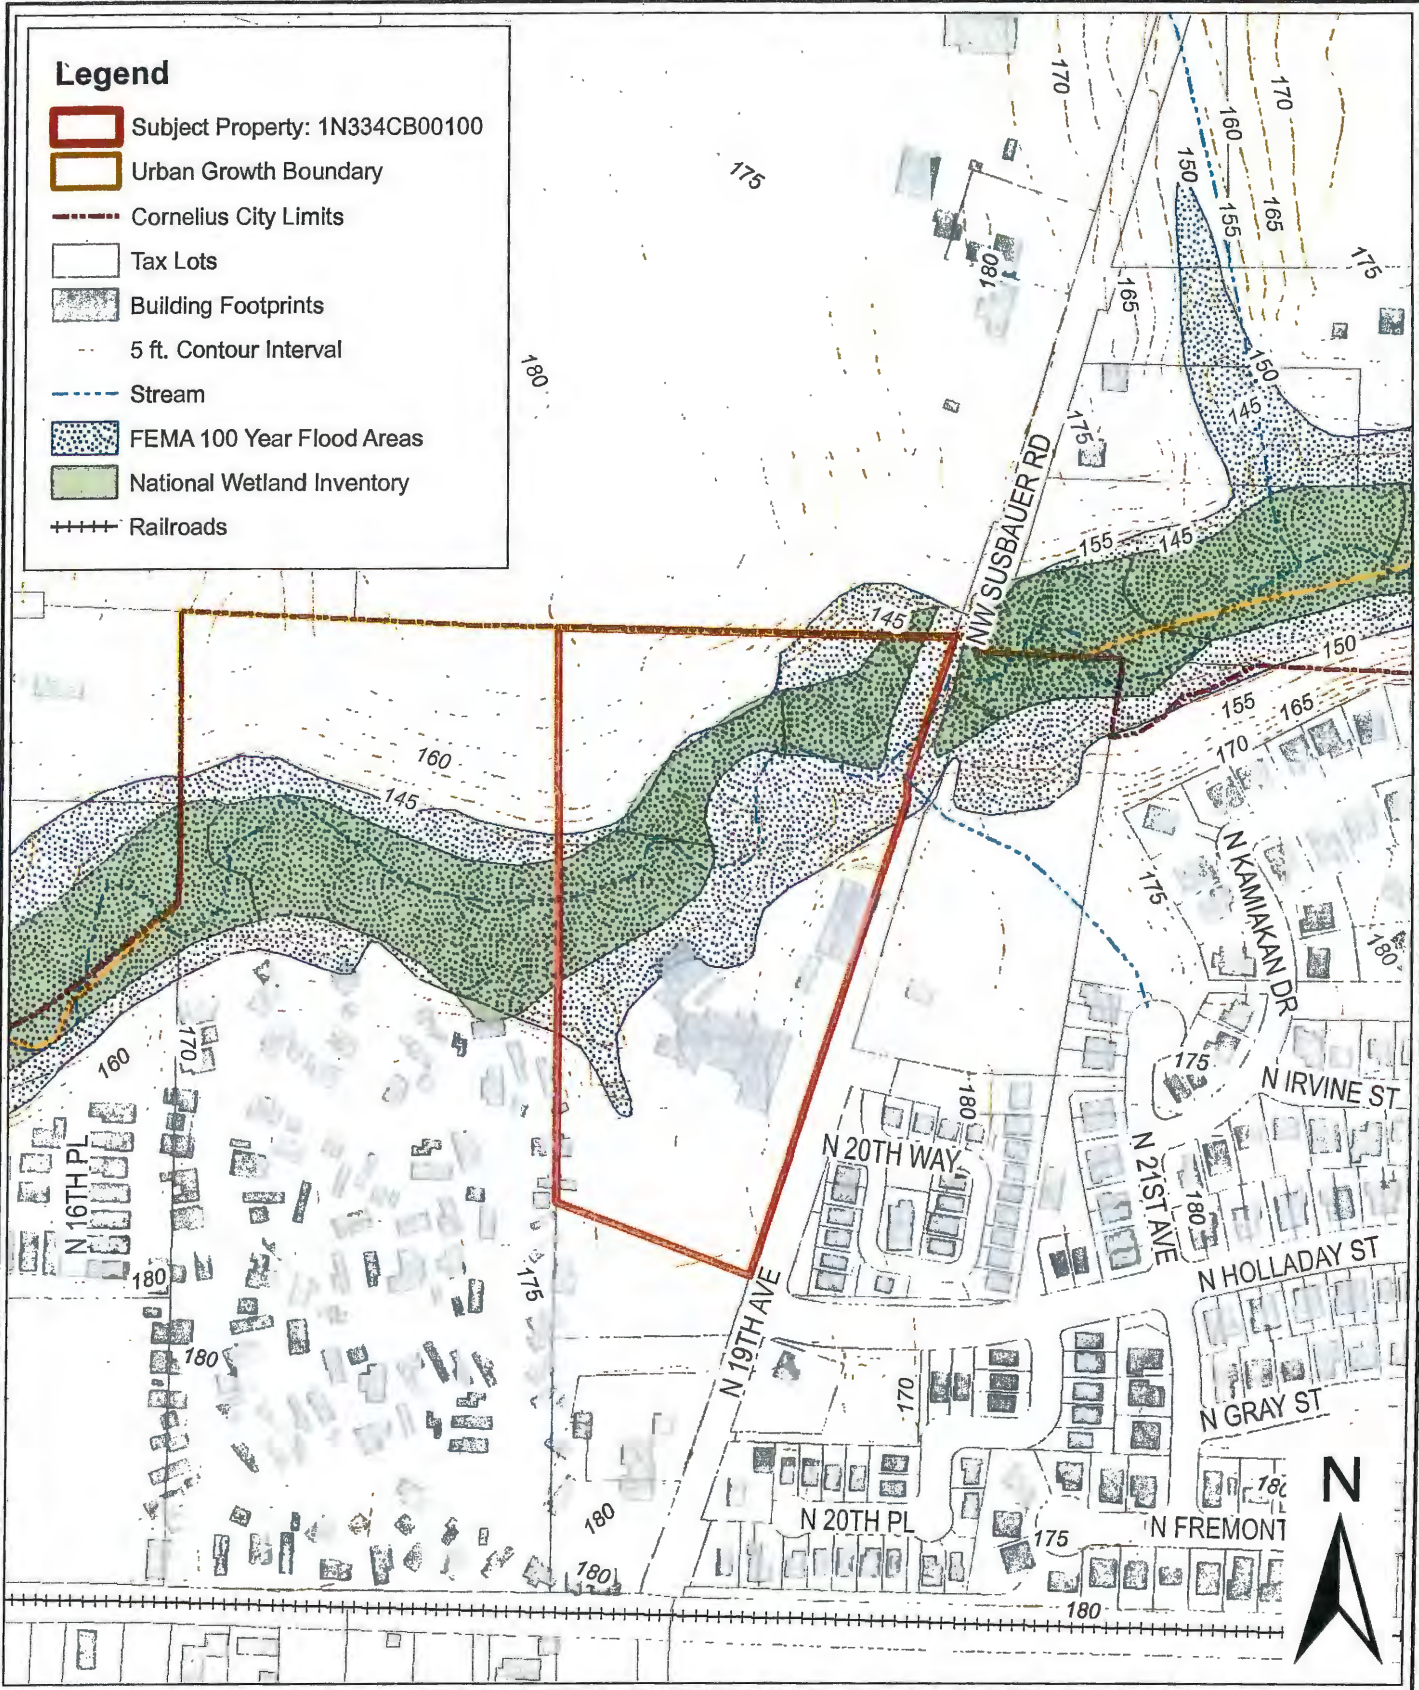 Legend
Subject Property: 1N334CB00100
Urban Growth Boundary
Cornelius City Limits
Tax Lots
Building Footprints
5 ft. Contour Interval
Stream
FEMA 100 Year Flood Areas
National Wetland Inventory
Railroads
170
170
160
150
175
155
165
180
175
165
180
150
145
175
NW SUSBAUER RD
155
145
145
150
155
165
160
170
145
N KAMIAKAN DR
175
180
170
160
175
N IRVINE ST
180
N 20TH WAY
N 16TH PL
N 21ST AVE
180
N HOLLADAY ST
180
175
N 19TH AVE
180
170
N GRAY ST
N
180
N 20TH PL
N FREMONT
175
180
180